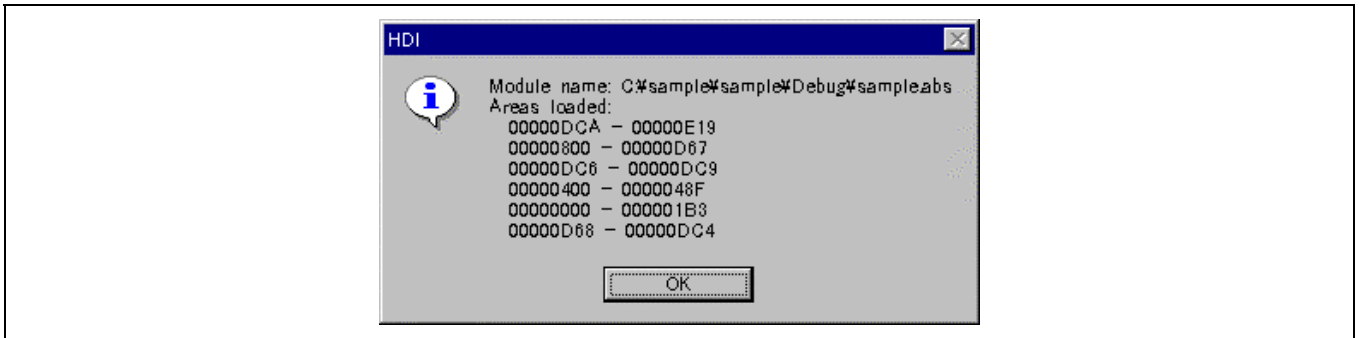 HDI
Module name: C:¥sample¥sample¥Debug¥sample.abs
Areas loaded:
00000DCA - 00000E19
00000800 - 00000D67
00000DC6 - 00000DC9
00000400 - 0000048F
00000000 - 000001B3
00000D68 - 00000DC4
OK